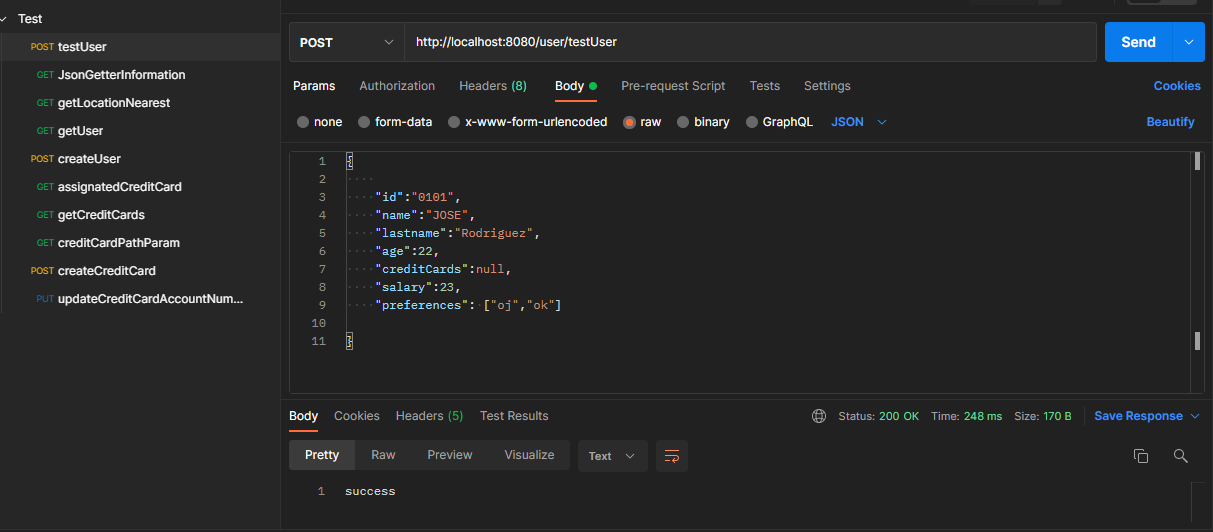 Test
POST testUser
GET JsonGetterInformation
GET getLocationNearest
GET getUser
POST createUser
GET assignatedCreditCard
GET getCreditCards
GET creditCardPathParam
POST createCreditCard
PUT updateCreditCardAccountNum...
POST http://localhost:8080/user/testUser Send
Params Authorization Headers (8) Body Pre-request Script Tests Settings Cookies
none form-data x-www-form-urlencoded raw binary GraphQL JSON Beautify
1 {
2
3 "id":"0101",
4 "name":"JOSE",
5 "lastname":"Rodriguez",
6 "age":22,
7 "creditCards":null,
8 "salary":23,
9 "preferences": ["oj","ok"]
10
11 }
Body Cookies Headers (5) Test Results Status: 200 OK Time: 248 ms Size: 170 B Save Response
Pretty Raw Preview Visualize Text
1 success